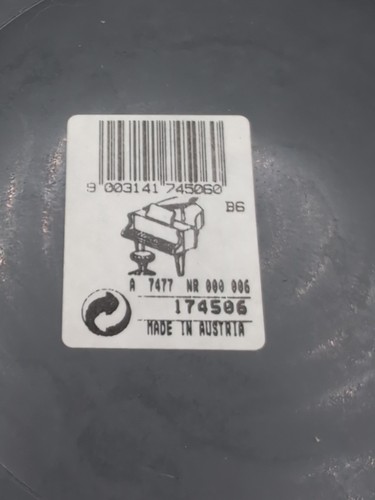 9 003141 745060
B6
A 7477 NR 000 006
174506
MADE IN AUSTRIA